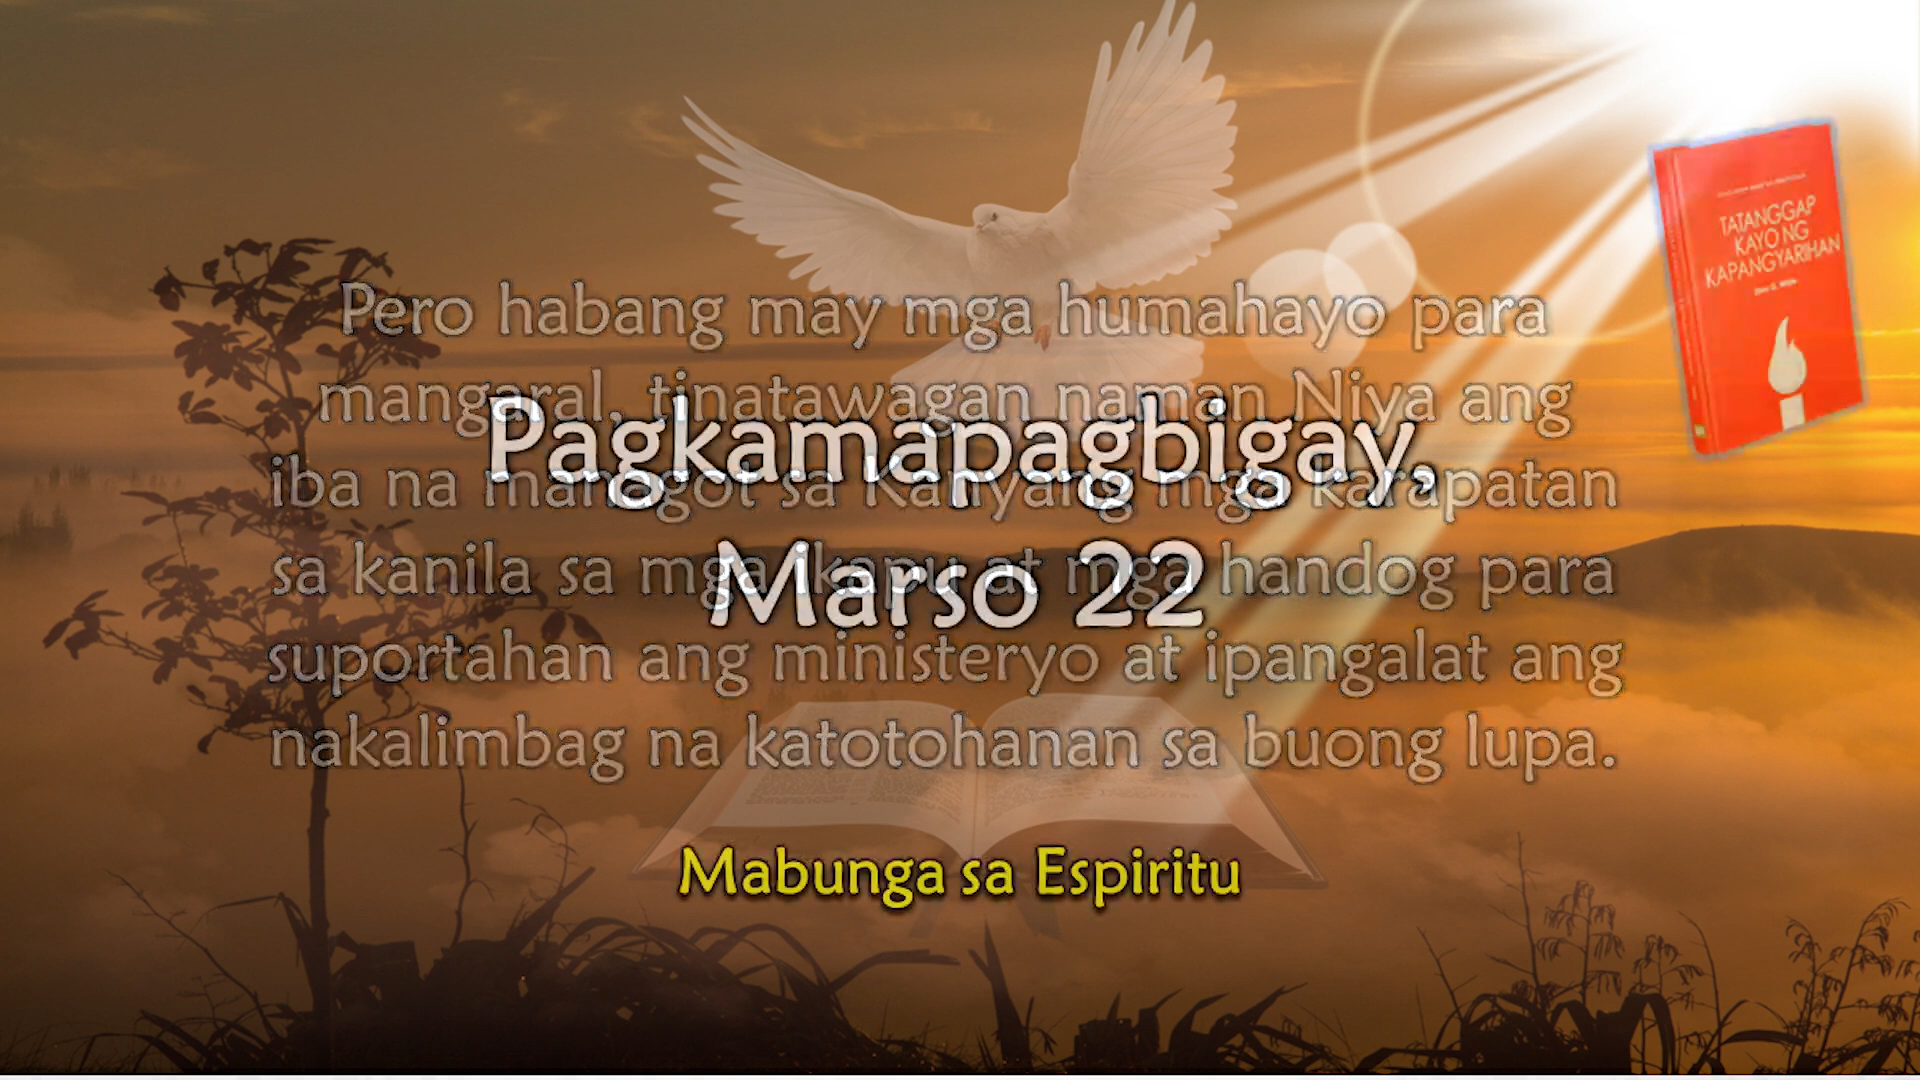 TATANGGAP
KAYO NG
KAPANGYARIHAN
Pero habang may mga humahayo para
mangaral, tinatawagan naman Niya ang
Pagkamapagbigay,
iba na managot sa Kanyang mga karapatan
sa kanila sa mga ikapu at mga handog para
Marso 22
suportahan ang ministeryo at ipangalat ang
nakalimbag na katotohanan sa buong lupa.
Mabunga sa Espiritu